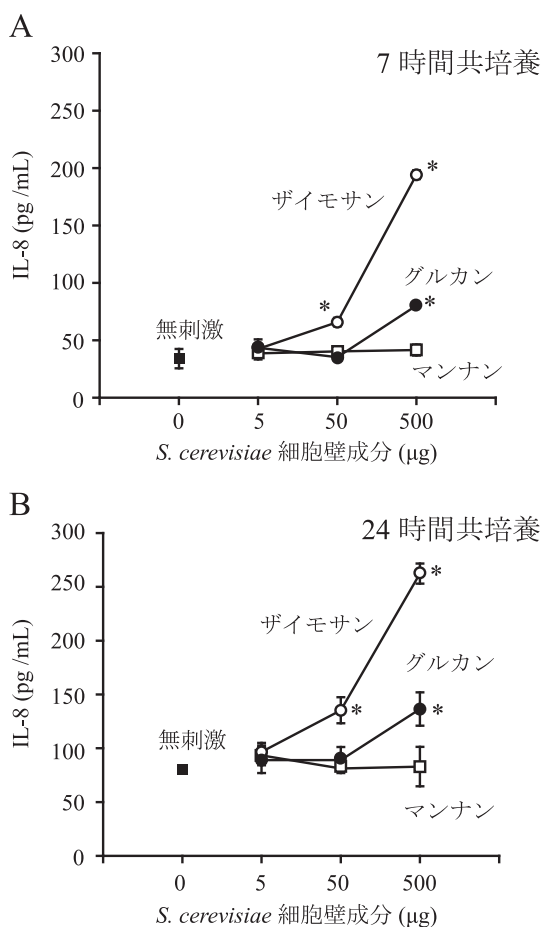 A
7 時間共培養
300
250
200
150
100
50
0
IL-8 (pg /mL)
*
ザイモサン
*
グルカン
*
無刺激
マンナン
0 5 50 500
S. cerevisiae 細胞壁成分 (μg)
B
24 時間共培養
300
250
200
150
100
50
0
IL-8 (pg /mL)
*
ザイモサン
グルカン
*
*
無刺激
マンナン
0 5 50 500
S. cerevisiae 細胞壁成分 (μg)